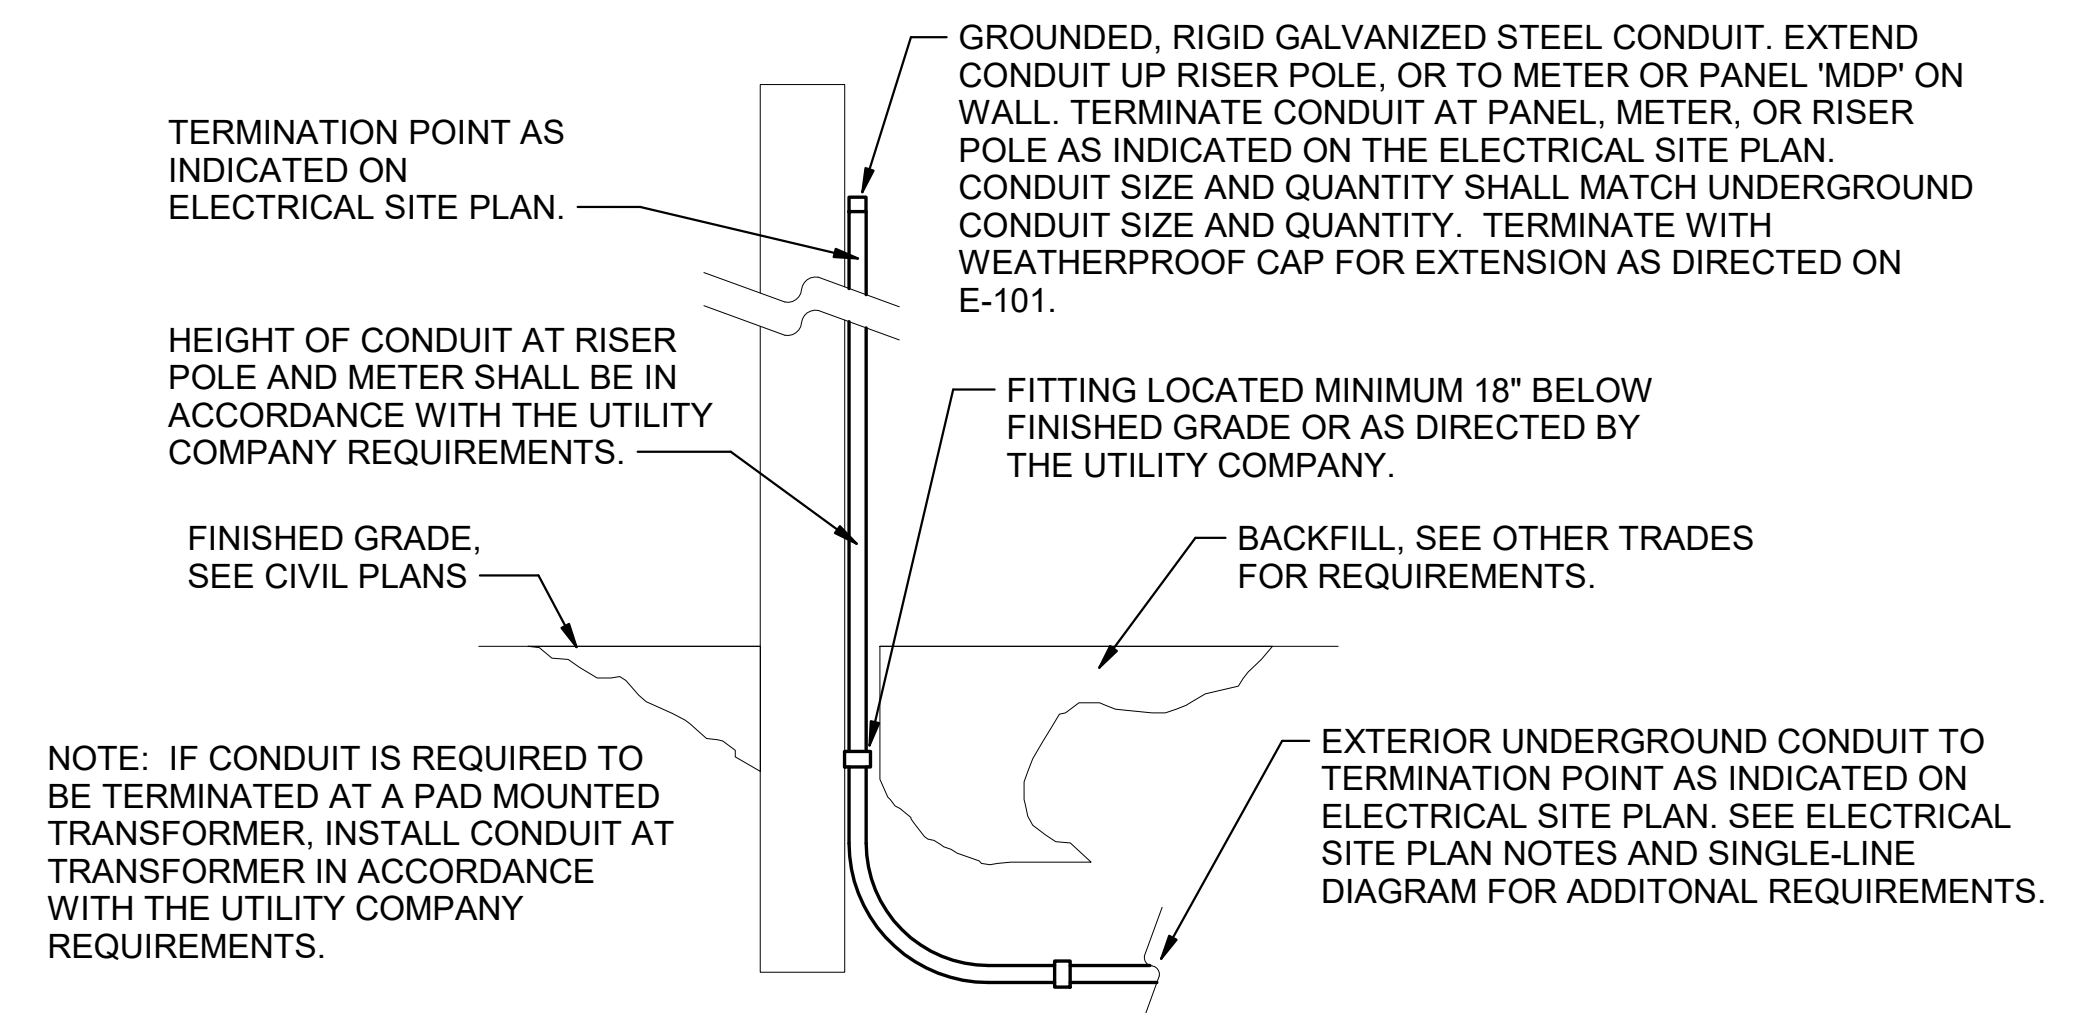 GROUNDED, RIGID GALVANIZED STEEL CONDUIT. EXTEND
CONDUIT UP RISER POLE, OR TO METER OR PANEL 'MDP' ON
WALL. TERMINATE CONDUIT AT PANEL, METER, OR RISER
POLE AS INDICATED ON THE ELECTRICAL SITE PLAN.
CONDUIT SIZE AND QUANTITY SHALL MATCH UNDERGROUND
CONDUIT SIZE AND QUANTITY.  TERMINATE WITH
WEATHERPROOF CAP FOR EXTENSION AS DIRECTED ON
E-101.
TERMINATION POINT AS
INDICATED ON
ELECTRICAL SITE PLAN.
HEIGHT OF CONDUIT AT RISER
POLE AND METER SHALL BE IN
ACCORDANCE WITH THE UTILITY
COMPANY REQUIREMENTS.
FITTING LOCATED MINIMUM 18" BELOW
FINISHED GRADE OR AS DIRECTED BY
THE UTILITY COMPANY.
FINISHED GRADE,
SEE CIVIL PLANS
BACKFILL, SEE OTHER TRADES
FOR REQUIREMENTS.
NOTE:  IF CONDUIT IS REQUIRED TO
BE TERMINATED AT A PAD MOUNTED
TRANSFORMER, INSTALL CONDUIT AT
TRANSFORMER IN ACCORDANCE
WITH THE UTILITY COMPANY
REQUIREMENTS.
EXTERIOR UNDERGROUND CONDUIT TO
TERMINATION POINT AS INDICATED ON
ELECTRICAL SITE PLAN. SEE ELECTRICAL
SITE PLAN NOTES AND SINGLE-LINE
DIAGRAM FOR ADDITONAL REQUIREMENTS.